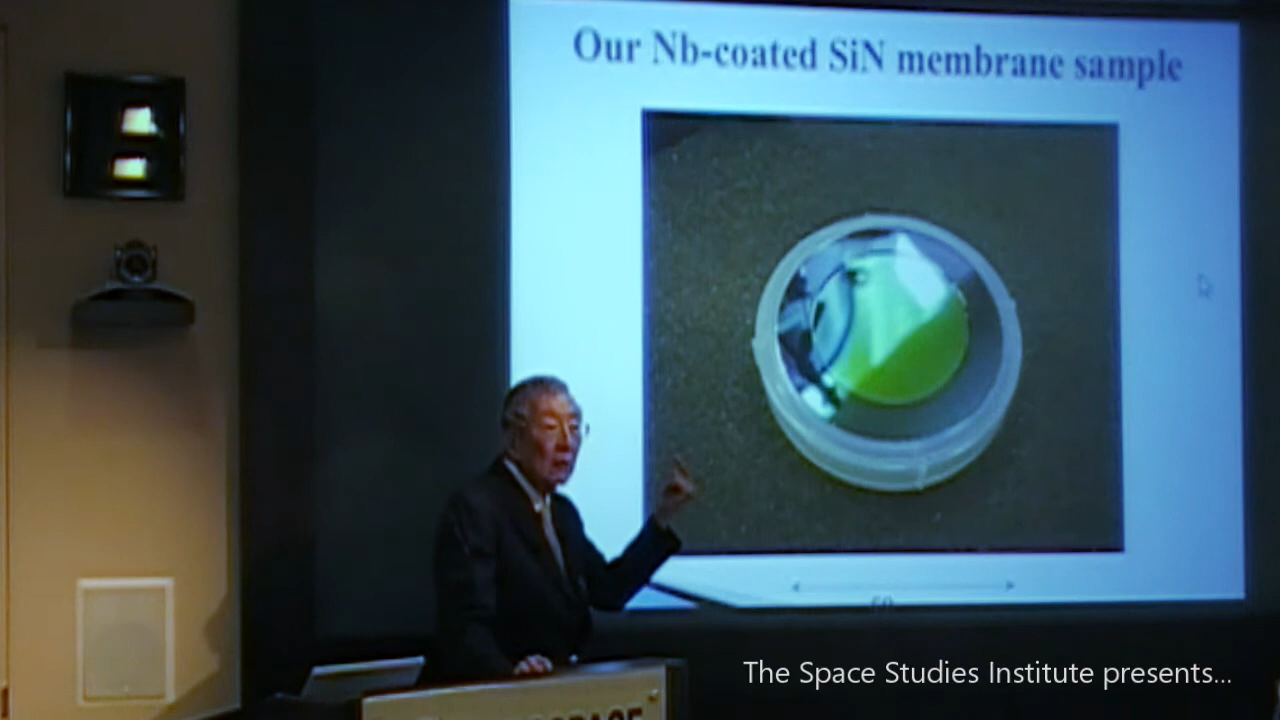 Our Nb-coated SiN membrane sample
The Space Studies Institute presents...